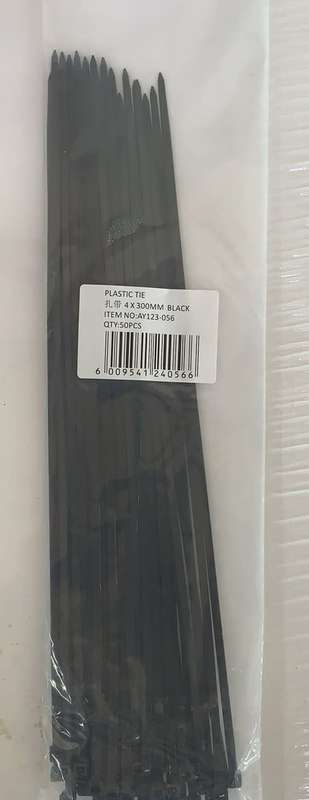 PLASTIC TIE
扎带 4 X 300MM BLACK
ITEM NO:AY123-056
QTY:50PCS
6 009541 240566